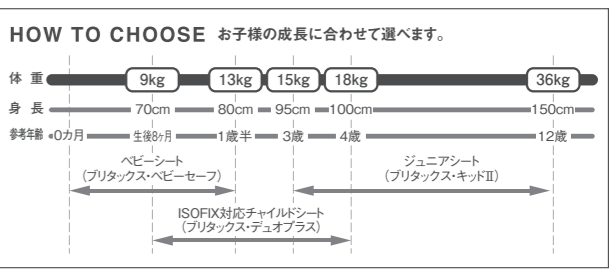 HOW TO CHOOSE お子様の成長に合わせて選べます。
体 重 9kg 13kg 15kg 18kg 36kg
身 長 70cm 80cm 95cm 100cm 150cm
参考年齢 0カ月 生後8ヶ月 1歳半 3歳 4歳 12歳
ベビーシート
(ブリタックス・ベビーセーフ)
ジュニアシート
(ブリタックス・キッドⅡ)
ISOFIX対応チャイルドシート
(ブリタックス・デュオプラス)